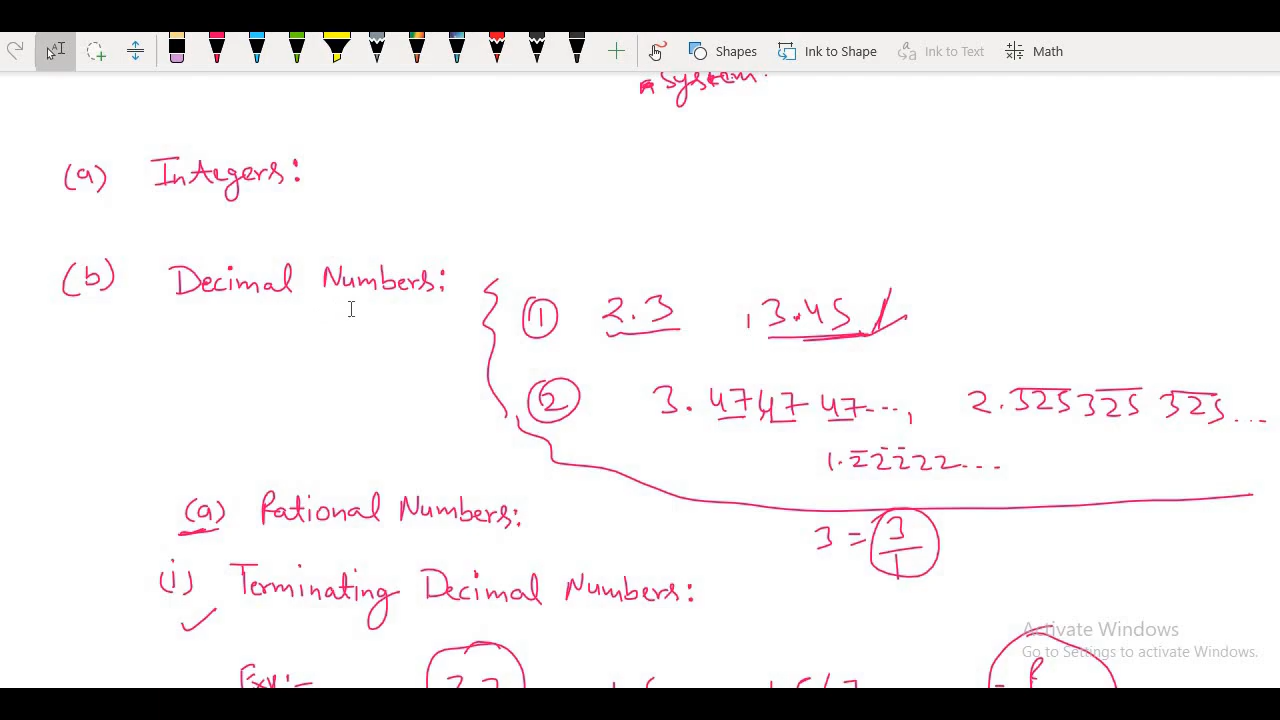 Shapes Ink to Shape Ink to Text Math
system.
(a) Integers:
(b) Decimal Numbers:
① 2.3 , 3.45
② 3.474747..., 2.325325325...
1.22222...
(a) Rational Numbers:
3 = 3/1
(i) Terminating Decimal Numbers:
Activate Windows
Go to Settings to activate Windows.